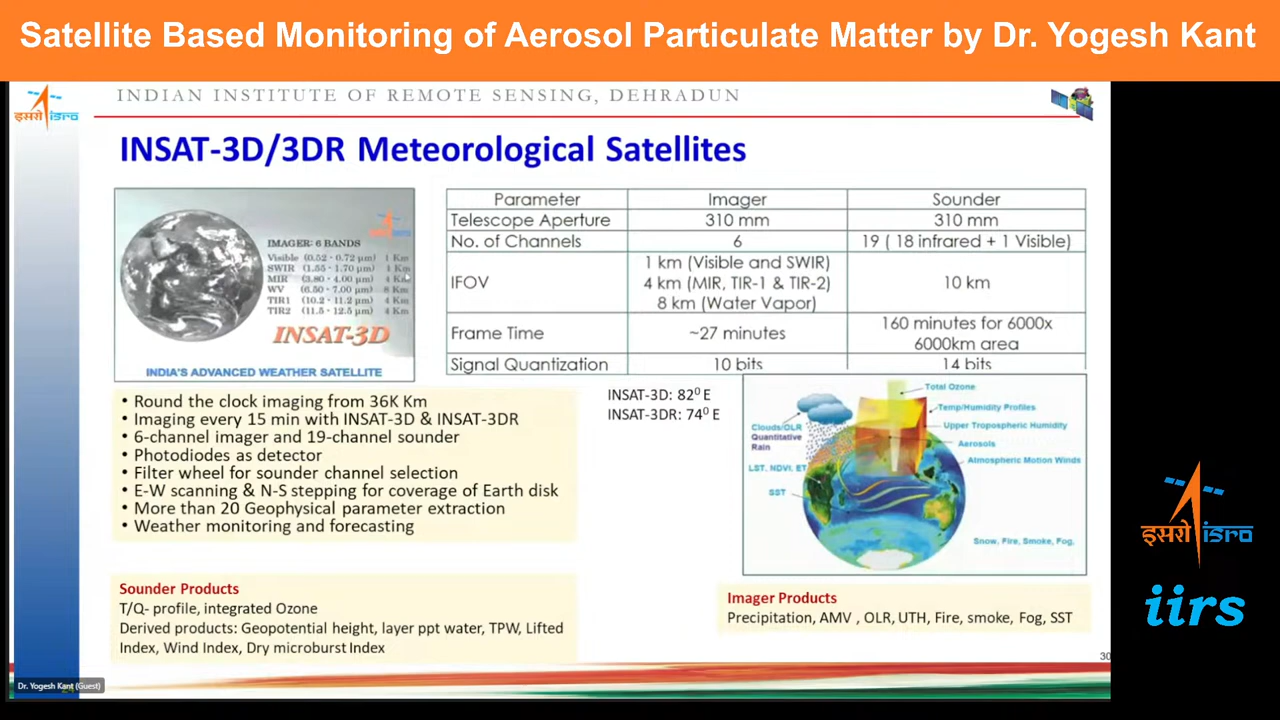 Satellite Based Monitoring of Aerosol Particulate Matter by Dr. Yogesh Kant
इसरो isro
INDIAN INSTITUTE OF REMOTE SENSING, DEHRADUN
INSAT-3D/3DR Meteorological Satellites
IMAGER: 6 BANDS
Visible (0.52 - 0.72 µm) 1 Km
SWIR (1.55 - 1.70 µm) 1 Km
MIR (3.80 - 4.00 µm) 4 Km
WV (6.50 - 7.00 µm) 8 Km
TIR1 (10.2 - 11.2 µm) 4 Km
TIR2 (11.5 - 12.5 µm) 4 Km
INSAT-3D
INDIA'S ADVANCED WEATHER SATELLITE
Parameter Imager Sounder
Telescope Aperture 310 mm 310 mm
No. of Channels 6 19 ( 18 infrared + 1 Visible)
IFOV 1 km (Visible and SWIR) 10 km
4 km (MIR, TIR-1 & TIR-2)
8 km (Water Vapor)
Frame Time ~27 minutes 160 minutes for 6000x
6000km area
Signal Quantization 10 bits 14 bits
• Round the clock imaging from 36K Km
• Imaging every 15 min with INSAT-3D & INSAT-3DR
• 6-channel imager and 19-channel sounder
• Photodiodes as detector
• Filter wheel for sounder channel selection
• E-W scanning & N-S stepping for coverage of Earth disk
• More than 20 Geophysical parameter extraction
• Weather monitoring and forecasting
INSAT-3D: 82⁰ E
INSAT-3DR: 74⁰ E
Total Ozone
Temp/Humidity Profiles
Upper Tropospheric Humidity
Aerosols
Atmospheric Motion Winds
Clouds/OLR
Quantitative
Rain
LST, NDVI, ET
SST
Snow, Fire, Smoke, Fog,
Sounder Products
T/Q- profile, integrated Ozone
Derived products: Geopotential height, layer ppt water, TPW, Lifted
Index, Wind Index, Dry microburst Index
Imager Products
Precipitation, AMV , OLR, UTH, Fire, smoke, Fog, SST
30
Dr. Yogesh Kant (Guest)
इसरो isro
iirs